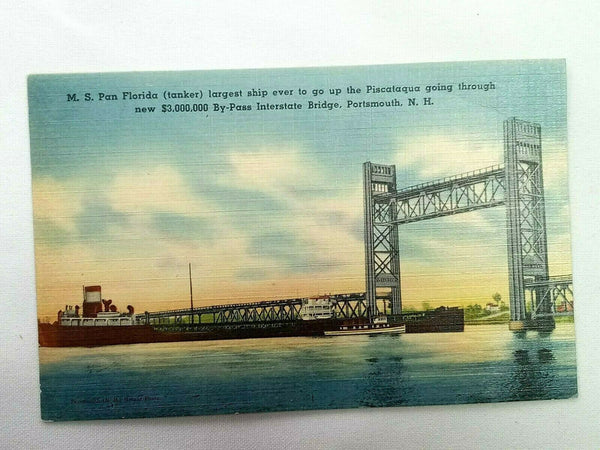 M. S. Pan Florida (tanker) largest ship ever to go up the Piscataqua going through
new $3,000,000 By-Pass Interstate Bridge, Portsmouth, N. H.